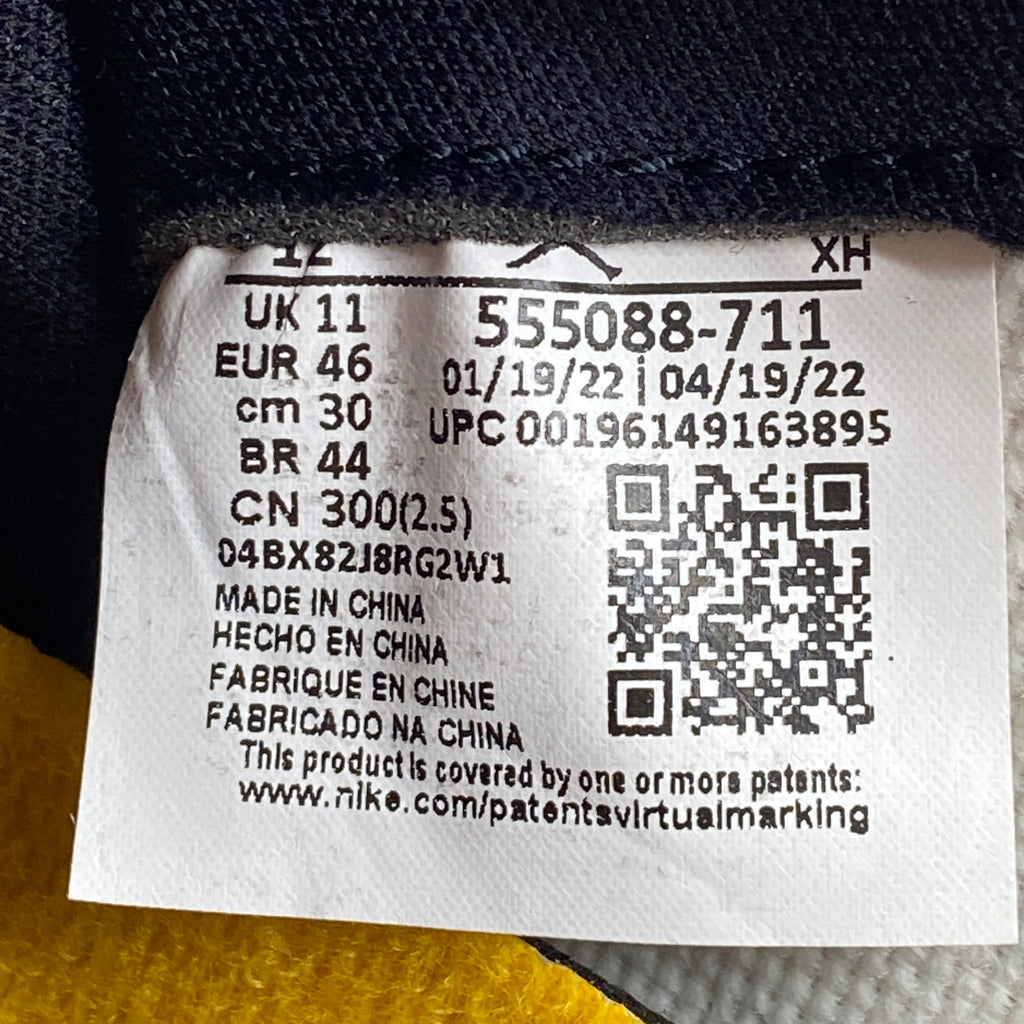 12 XH
UK 11 555088-711
EUR 46 01/19/22 | 04/19/22
cm 30 UPC 00196149163895
BR 44
CN 300(2.5)
04BX82J8RG2W1
MADE IN CHINA
HECHO EN CHINA
FABRIQUE EN CHINE
FABRICADO NA CHINA
This product is covered by one or more patents:
www.nike.com/patentsvirtualmarking